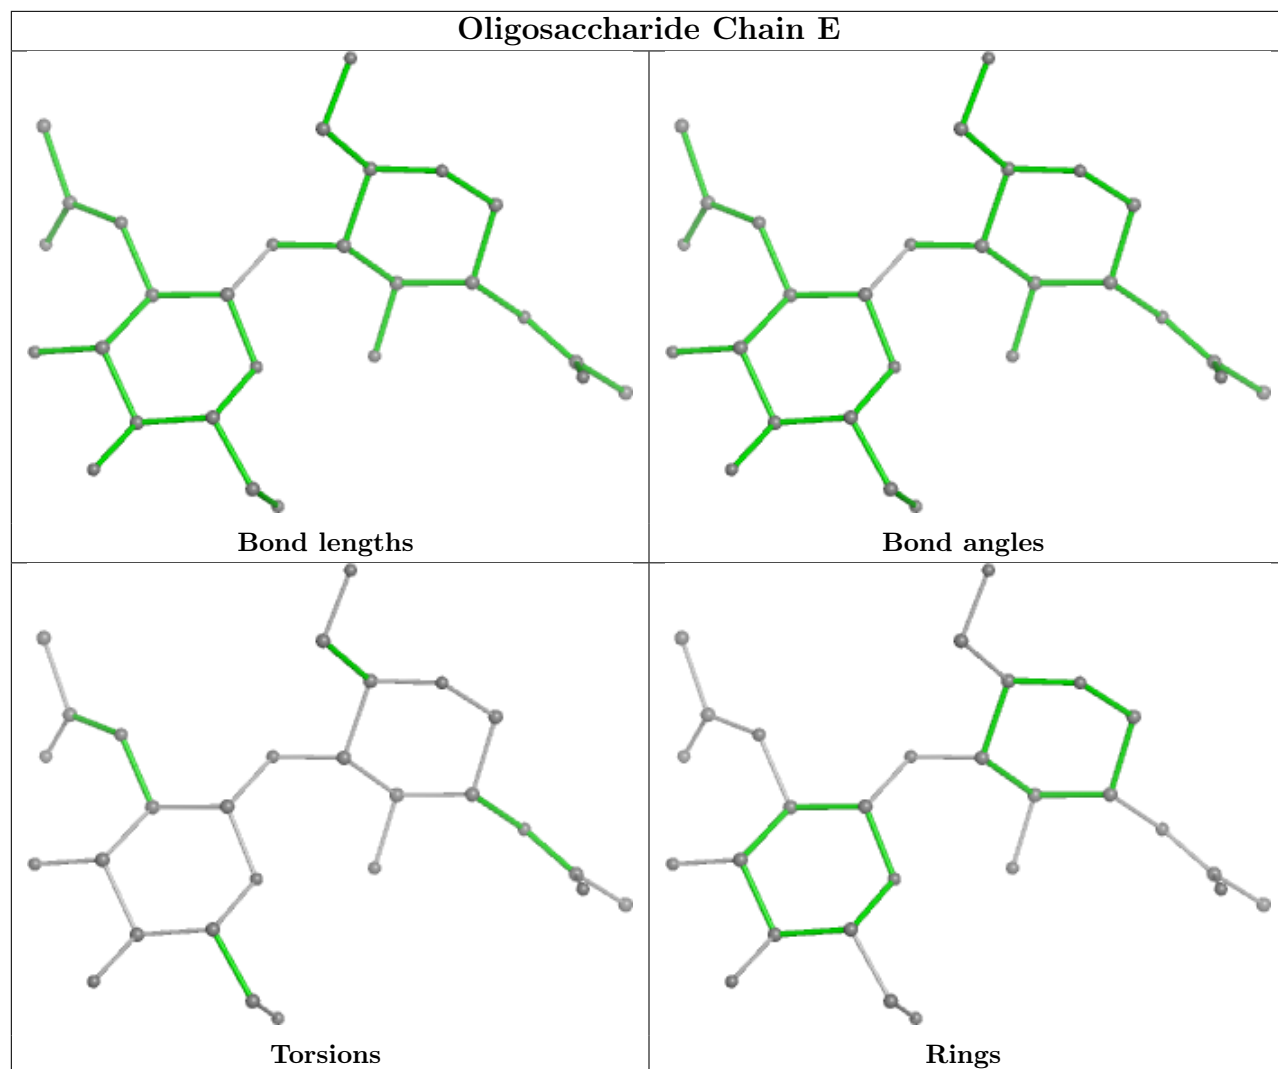 Oligosaccharide Chain E
Bond lengths
Bond angles
Torsions
Rings